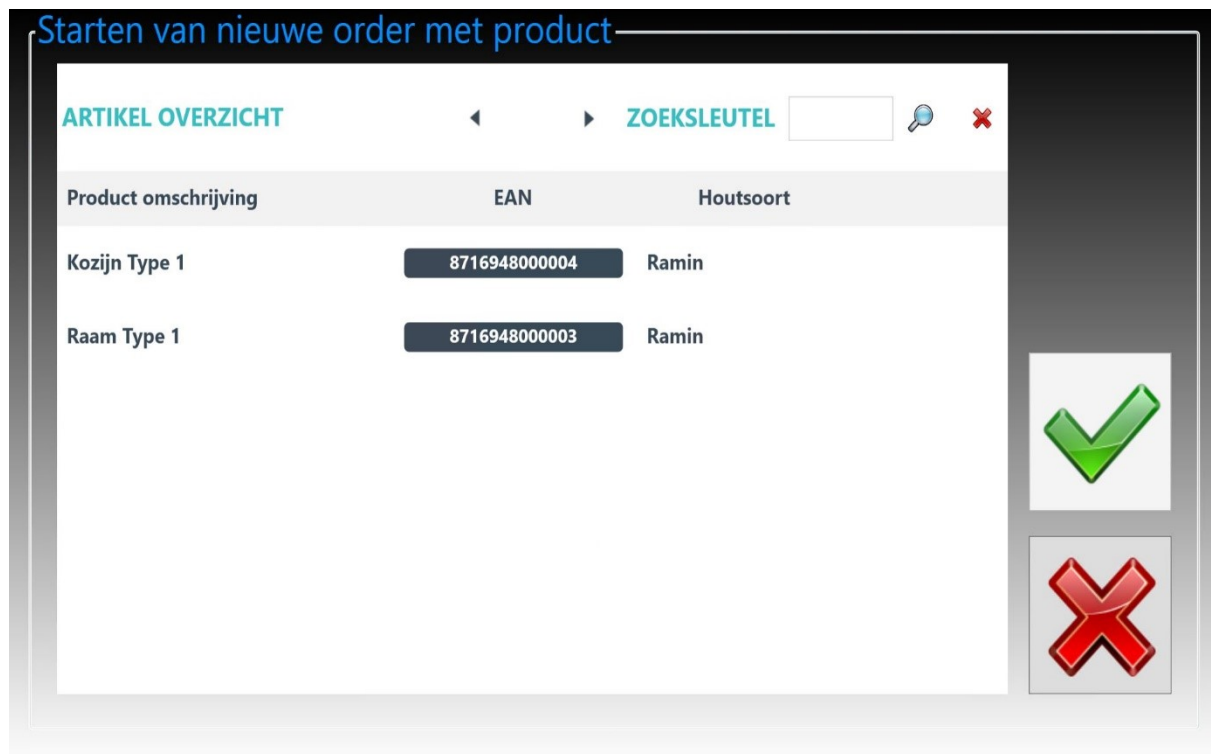 Starten van nieuwe order met product
ARTIKEL OVERZICHT ZOEKSLEUTEL
Product omschrijving EAN Houtsoort
Kozijn Type 1 8716948000004 Ramin
Raam Type 1 8716948000003 Ramin